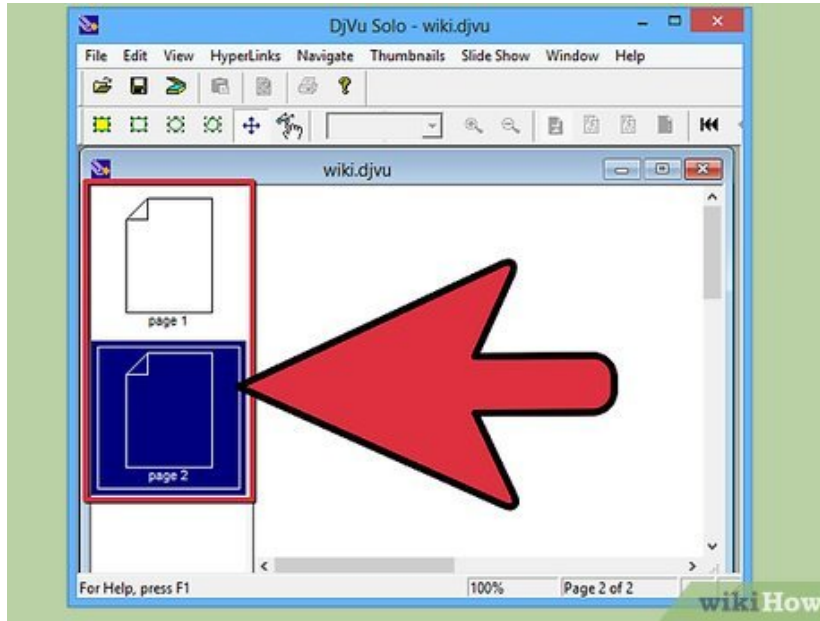 DjVu Solo - wiki.djvu
File Edit View HyperLinks Navigate Thumbnails Slide Show Window Help
wiki.djvu
page 1
page 2
For Help, press F1 100% Page 2 of 2
wikiHow